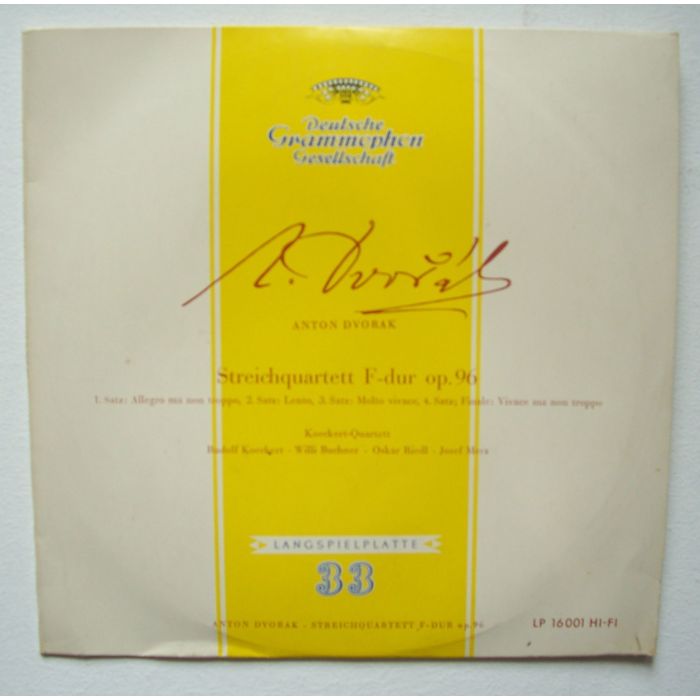 Deutsche
Grammophon
Gesellschaft
A. Dvořák
ANTON DVORAK
Streichquartett F-dur op. 96
1. Satz: Allegro ma non troppo, 2. Satz: Lento, 3. Satz: Molto vivace, 4. Satz: Finale: Vivace ma non troppo
Koeckert-Quartett
Rudolf Koeckert - Willi Buchner - Oskar Riedl - Josef Merz
LANGSPIELPLATTE
33
ANTON DVORAK - STREICHQUARTETT F-DUR op. 96
LP 16001 HI-FI